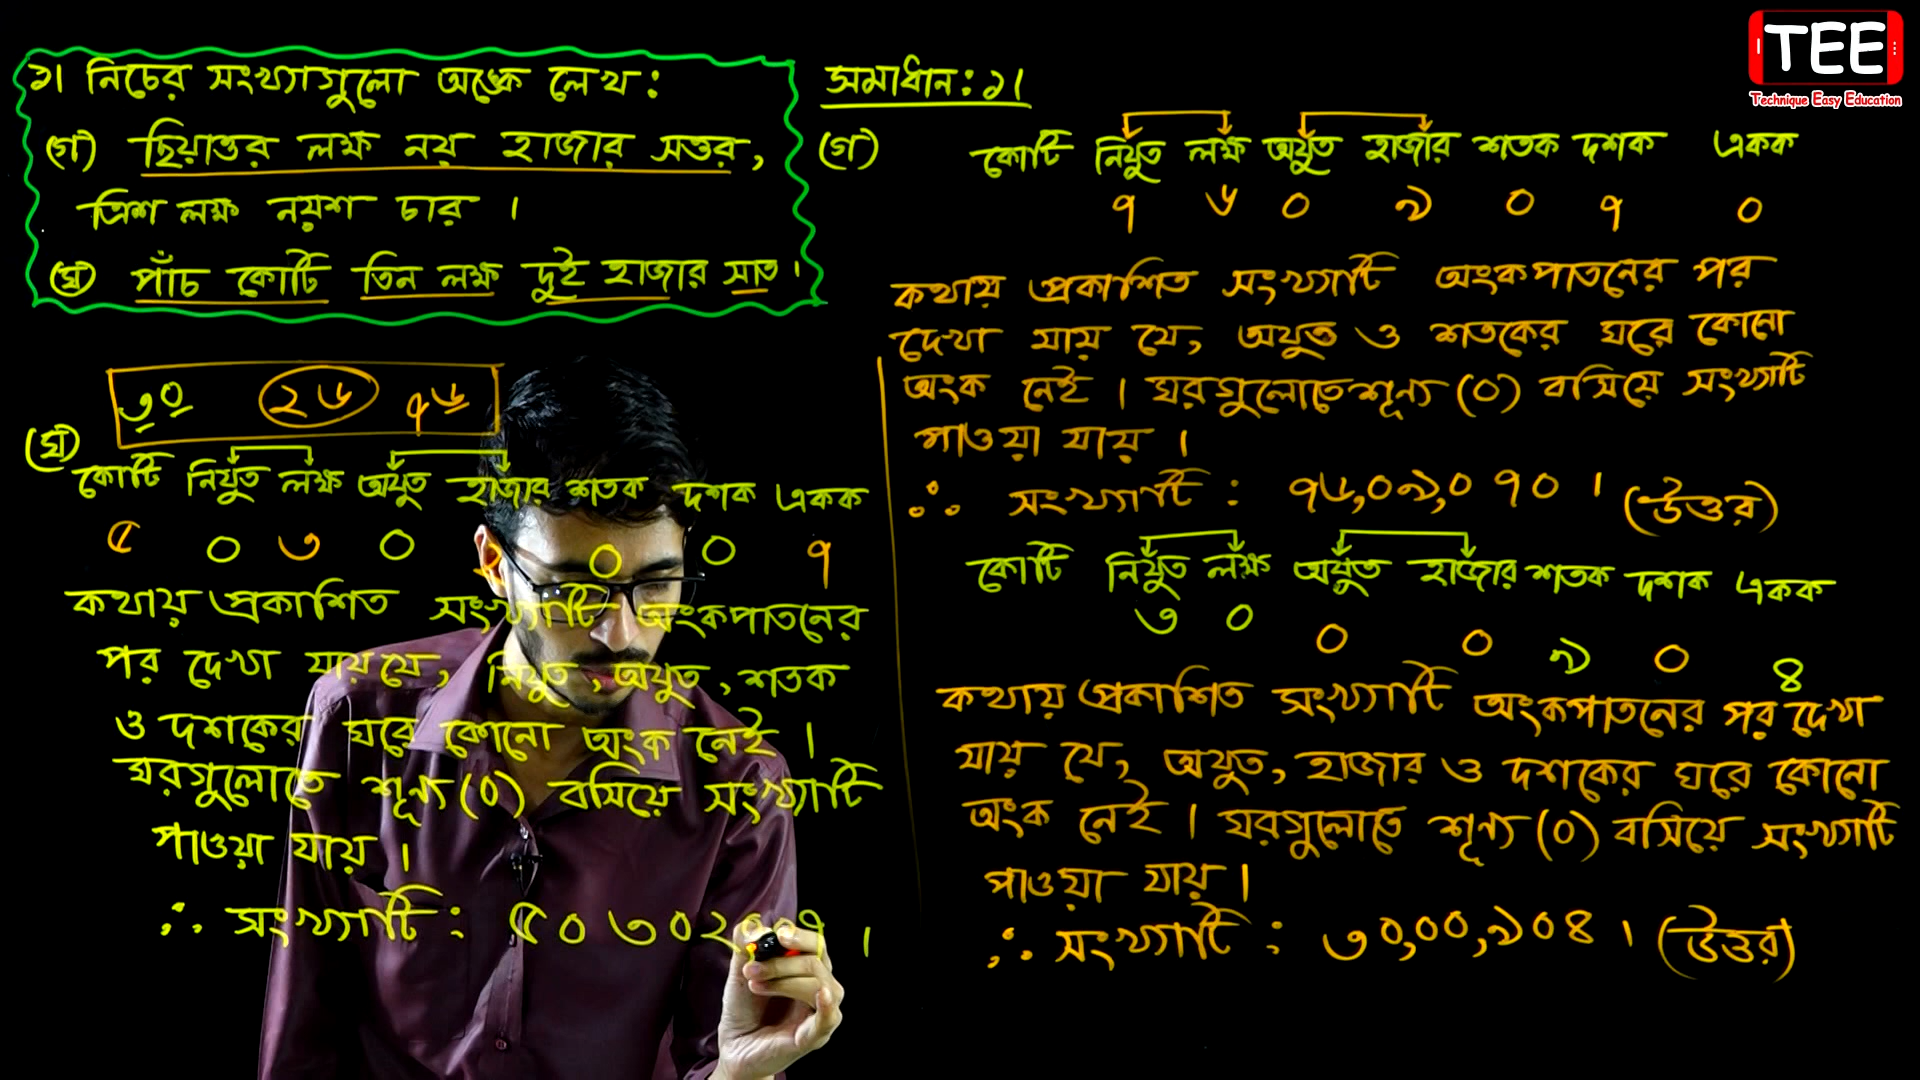 ১। নিচের সংখ্যাগুলো অঙ্কে লেখ:
(গ) ছিয়াত্তর লক্ষ নয় হাজার সত্তর,
ত্রিশ লক্ষ নয়শ চার ।
(ঘ) পাঁচ কোটি তিন লক্ষ দুই হাজার সাত ।
৩০ ২৬ ৭৬
(ঘ)
কোটি নিযুত লক্ষ অযুত হাজার শতক দশক একক
৫ ০ ৩ ০ ০ ০ ৭
কথায় প্রকাশিত সংখ্যাটি অংকপাতনের
পর দেখা যায় যে, নিযুত, অযুত, শতক
ও দশকের ঘরে কোনো অংক নেই ।
ঘরগুলোতে শূন্য (০) বসিয়ে সংখ্যাটি
পাওয়া যায় ।
∴ সংখ্যাটি : ৫০৩০২০০৭ ।
সমাধান: ১।
(গ)
কোটি নিযুত লক্ষ অযুত হাজার শতক দশক একক
৭ ৬ ০ ৯ ০ ৭ ০
কথায় প্রকাশিত সংখ্যাটি অংকপাতনের পর
দেখা যায় যে, অযুত ও শতকের ঘরে কোনো
অংক নেই । ঘরগুলোতে শূন্য (০) বসিয়ে সংখ্যাটি
পাওয়া যায় ।
∴ সংখ্যাটি : ৭৬,০৯,০৭০ । (উত্তর)
কোটি নিযুত লক্ষ অযুত হাজার শতক দশক একক
৩ ০ ০ ০ ৯ ০ ৪
কথায় প্রকাশিত সংখ্যাটি অংকপাতনের পর দেখা
যায় যে, অযুত, হাজার ও দশকের ঘরে কোনো
অংক নেই । ঘরগুলোতে শূন্য (০) বসিয়ে সংখ্যাটি
পাওয়া যায় ।
∴ সংখ্যাটি : ৩০,০০,৯০৪ । (উত্তর)
TEE
Technique Easy Education